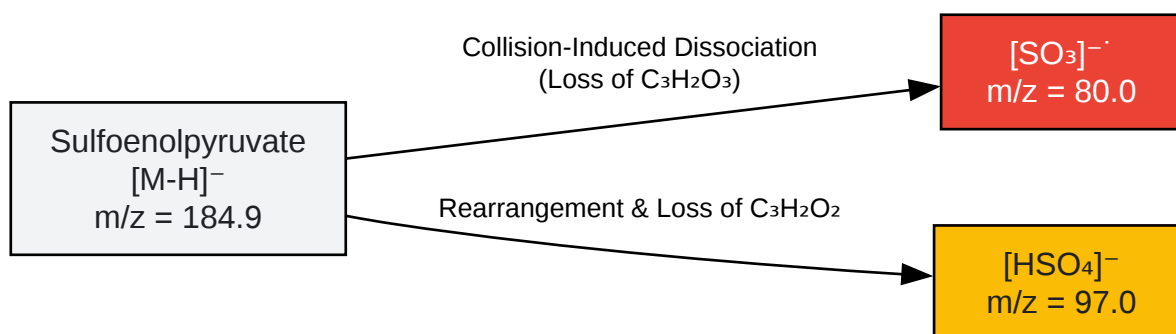 Collision-Induced Dissociation
(Loss of C₃H₂O₃)
[SO₃]⁻˙
m/z = 80.0
Sulfoenolpyruvate
[M-H]⁻
m/z = 184.9
Rearrangement & Loss of C₃H₂O₂
[HSO₄]⁻
m/z = 97.0